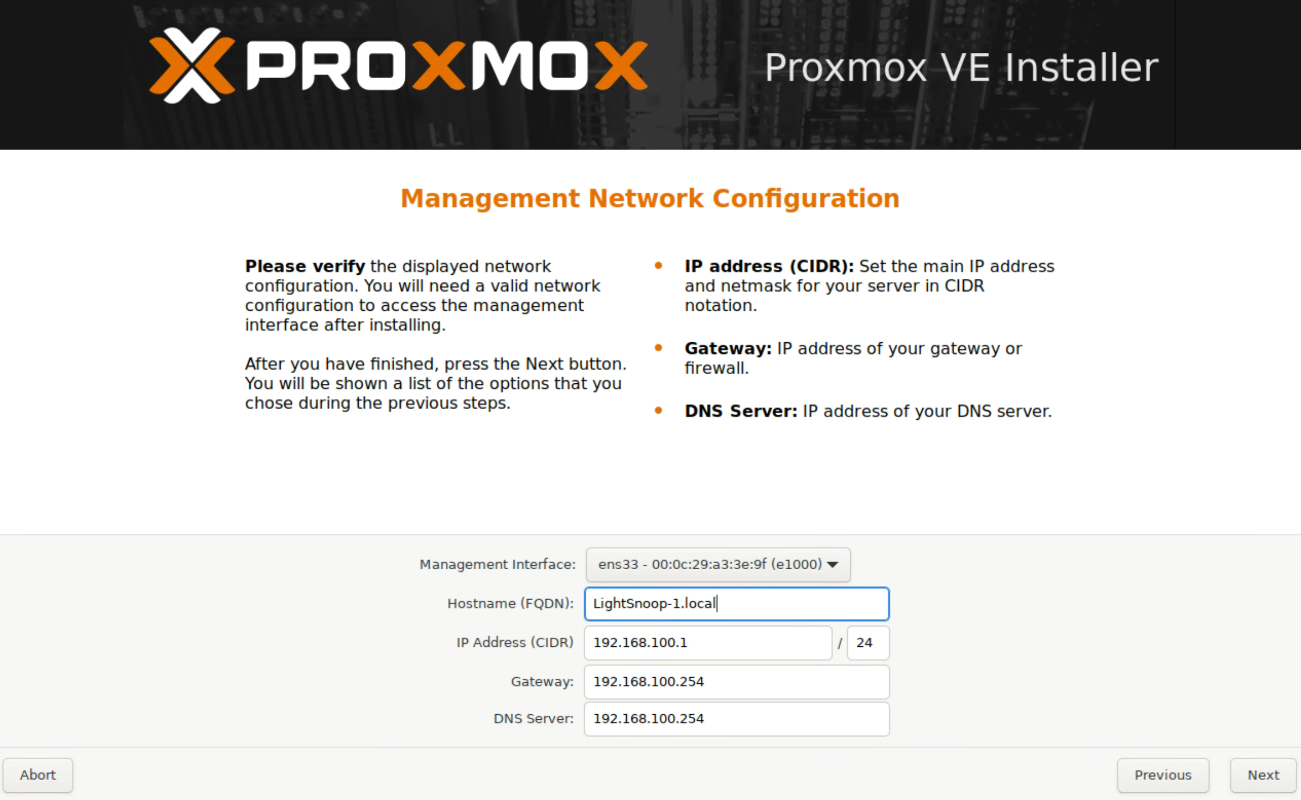 PROXMOX
Proxmox VE Installer
Management Network Configuration
Please verify the displayed network
configuration. You will need a valid network
configuration to access the management
interface after installing.
After you have finished, press the Next button.
You will be shown a list of the options that you
chose during the previous steps.
IP address (CIDR): Set the main IP address
and netmask for your server in CIDR
notation.
Gateway: IP address of your gateway or
firewall.
DNS Server: IP address of your DNS server.
Management Interface: ens33 - 00:0c:29:a3:3e:9f (e1000)
Hostname (FQDN): LightSnoop-1.local
IP Address (CIDR) 192.168.100.1 / 24
Gateway: 192.168.100.254
DNS Server: 192.168.100.254
Abort Previous Next